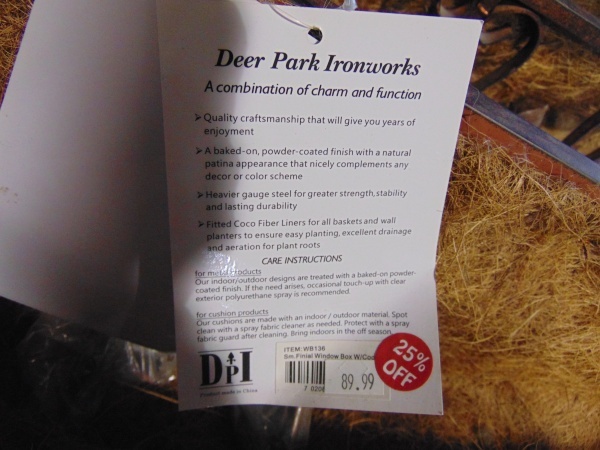 Deer Park Ironworks
A combination of charm and function
➢Quality craftsmanship that will give you years of
enjoyment
➢A baked-on, powder-coated finish with a natural
patina appearance that nicely complements any
decor or color scheme
➢Heavier gauge steel for greater strength, stability
and lasting durability
➢Fitted Coco Fiber Liners for all baskets and wall
planters to ensure easy planting, excellent drainage
and aeration for plant roots
CARE INSTRUCTIONS
for metal products
Our indoor/outdoor designs are treated with a baked-on powder-
coated finish. If the need arises, occasional touch-up with clear
exterior polyurethane spray is recommended.
for cushion products
Our cushions are made with an indoor / outdoor material. Spot
clean with a spray fabric cleaner as needed. Protect with a spray
fabric guard after cleaning. Bring indoors in the off season.
DPI
Product made in China
ITEM: WB136
Sm Finial Window Box W/Coc
7 0208
89.99
25%
OFF